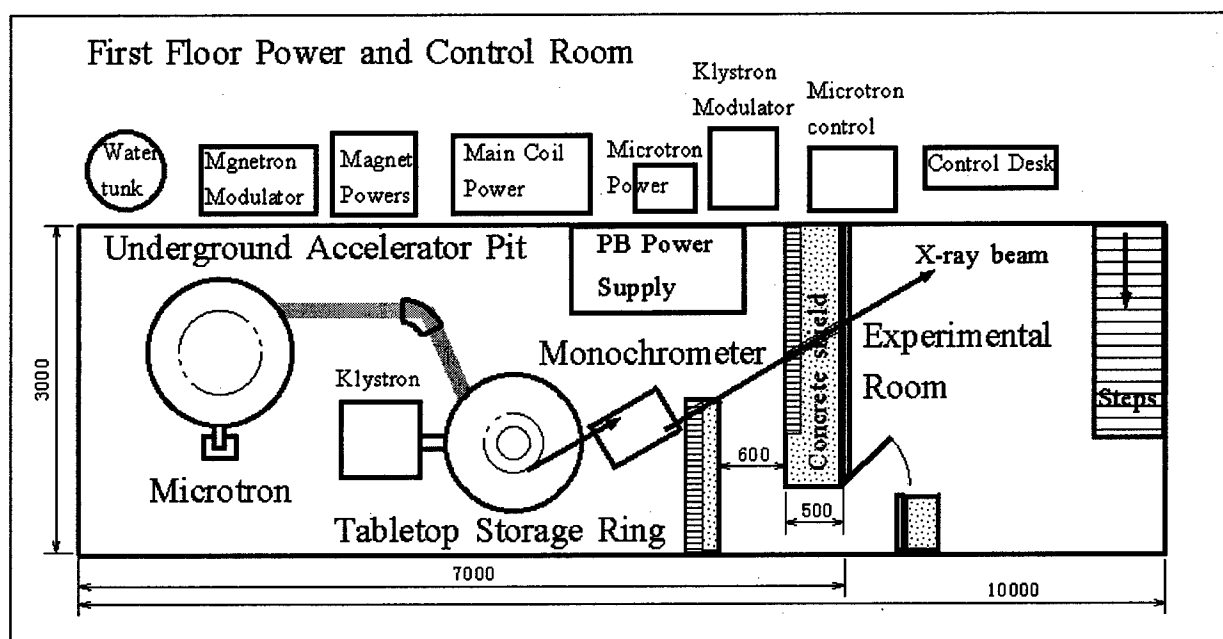 First Floor Power and Control Room
Klystron
Modulator
Microtron
control
Water
tunk
Mgnetron
Modulator
Magnet
Powers
Main Coil
Power
Microtron
Power
Control Desk
Underground Accelerator Pit
PB Power
Supply
X-ray beam
Monochrometer
Concrete shield
Experimental
Room
Steps
Klystron
3000
Microtron
600
500
Tabletop Storage Ring
7000
10000